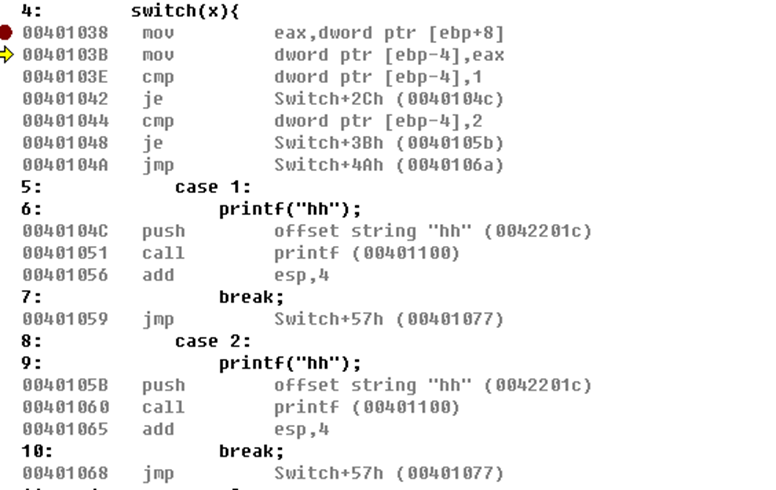 4: switch(x){
00401038 mov eax,dword ptr [ebp+8]
0040103B mov dword ptr [ebp-4],eax
0040103E cmp dword ptr [ebp-4],1
00401042 je Switch+2Ch (0040104c)
00401044 cmp dword ptr [ebp-4],2
00401048 je Switch+3Bh (0040105b)
0040104A jmp Switch+4Ah (0040106a)
5: case 1:
6: printf("hh");
0040104C push offset string "hh" (0042201c)
00401051 call printf (00401100)
00401056 add esp,4
7: break;
00401059 jmp Switch+57h (00401077)
8: case 2:
9: printf("hh");
0040105B push offset string "hh" (0042201c)
00401060 call printf (00401100)
00401065 add esp,4
10: break;
00401068 jmp Switch+57h (00401077)